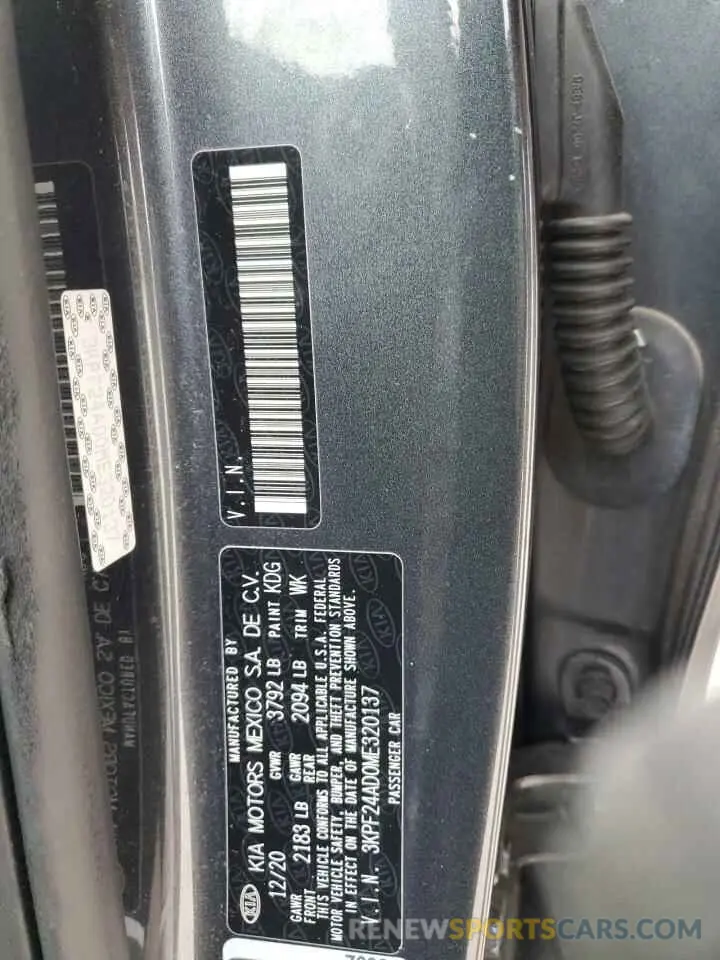 V.I.N.
MANUFACTURED BY
KIA KIA MOTORS MEXICO S.A. DE C.V.
12/20 GVWR 3792 LB PAINT KDG
GAWR FRONT 2183 LB GAWR REAR 2094 LB TRIM WK
THIS VEHICLE CONFORMS TO ALL APPLICABLE U.S.A. FEDERAL
MOTOR VEHICLE SAFETY, BUMPER, AND THEFT PREVENTION STANDARDS
IN EFFECT ON THE DATE OF MANUFACTURE SHOWN ABOVE.
V.I.N. 3KPF24AD0ME320137
PASSENGER CAR
RENEWSPORTSCARS.COM